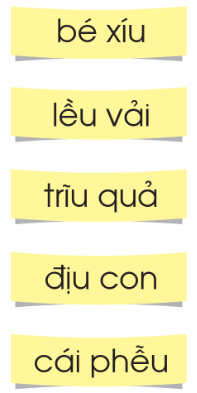 bé xíu
lều vải
trĩu quả
địu con
cái phễu